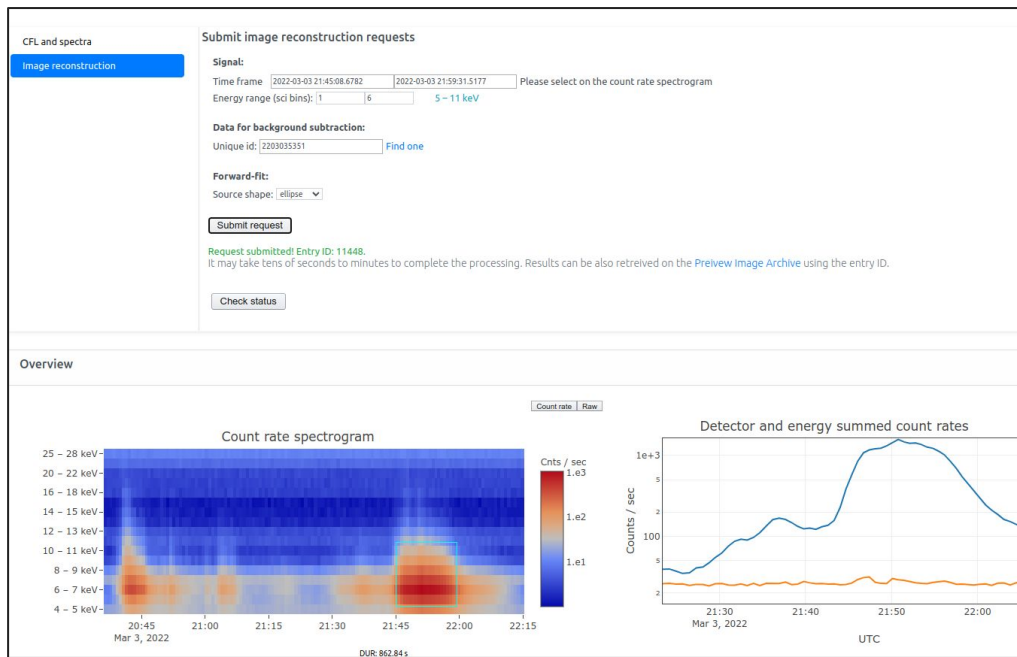 CFL and spectra
Image reconstruction
Submit image reconstruction requests
Signal:
Time frame 2022-03-03 21:45:08.6782 2022-03-03 21:59:31.5177 Please select on the count rate spectrogram
Energy range (sci bins): 1 6 5 – 11 keV
Data for background subtraction:
Unique id: 2203035351 Find one
Forward-fit:
Source shape: ellipse
Submit request
Request submitted! Entry ID: 11448.
It may take tens of seconds to minutes to complete the processing. Results can be also retreived on the Preivew Image Archive using the entry ID.
Check status
Overview
Count rate Raw
Count rate spectrogram
25 – 28 keV
20 – 22 keV
16 – 18 keV
14 – 15 keV
12 – 13 keV
10 – 11 keV
8 – 9 keV
6 – 7 keV
4 – 5 keV
20:45 21:00 21:15 21:30 21:45 22:00 22:15
Mar 3, 2022
DUR: 862.84 s
Cnts / sec
1.e3
1.e2
1.e1
Detector and energy summed count rates
Counts / sec
1e+3
5
2
100
5
2
21:30 21:40 21:50 22:00
Mar 3, 2022
UTC